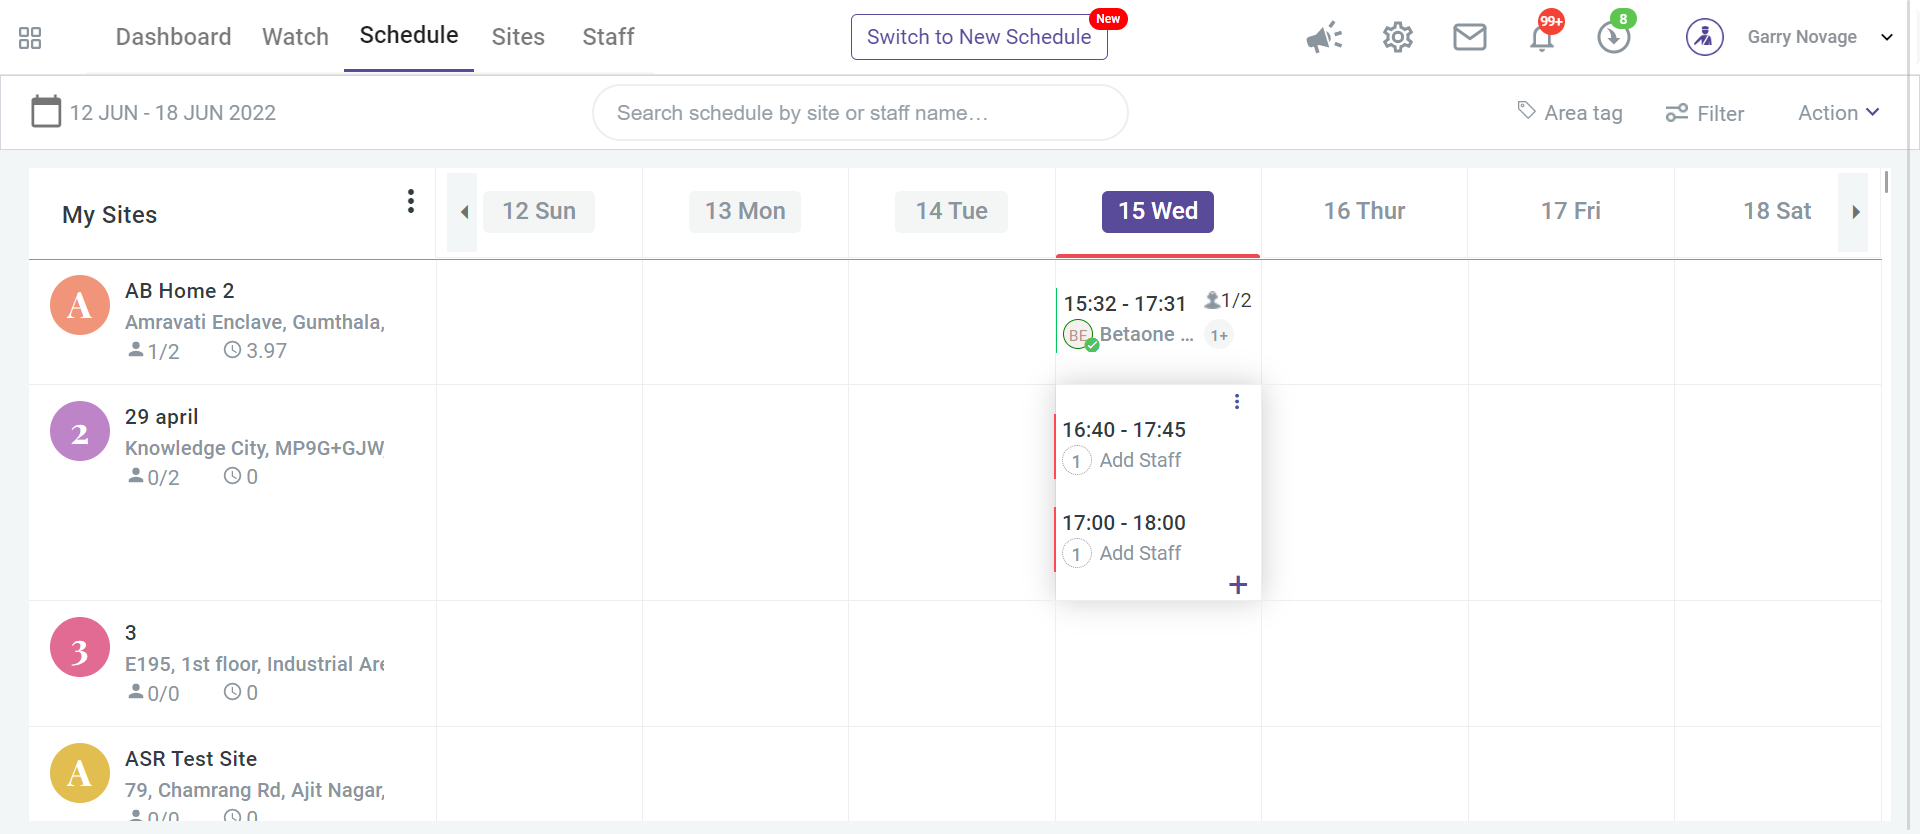 Dashboard Watch Schedule Sites Staff Switch to New Schedule New 99+ 8 Garry Novage
12 JUN - 18 JUN 2022 Search schedule by site or staff name... Area tag Filter Action
My Sites 12 Sun 13 Mon 14 Tue 15 Wed 16 Thur 17 Fri 18 Sat
A AB Home 2
Amravati Enclave, Gumthala,
1/2 3.97
15:32 - 17:31 1/2
BE Betaone ... 1+
2 29 april
Knowledge City, MP9G+GJW
0/2 0
16:40 - 17:45
1 Add Staff
17:00 - 18:00
1 Add Staff
+
3 3
E195, 1st floor, Industrial Are
0/0 0
A ASR Test Site
79, Chamrang Rd, Ajit Nagar,
0/0 0